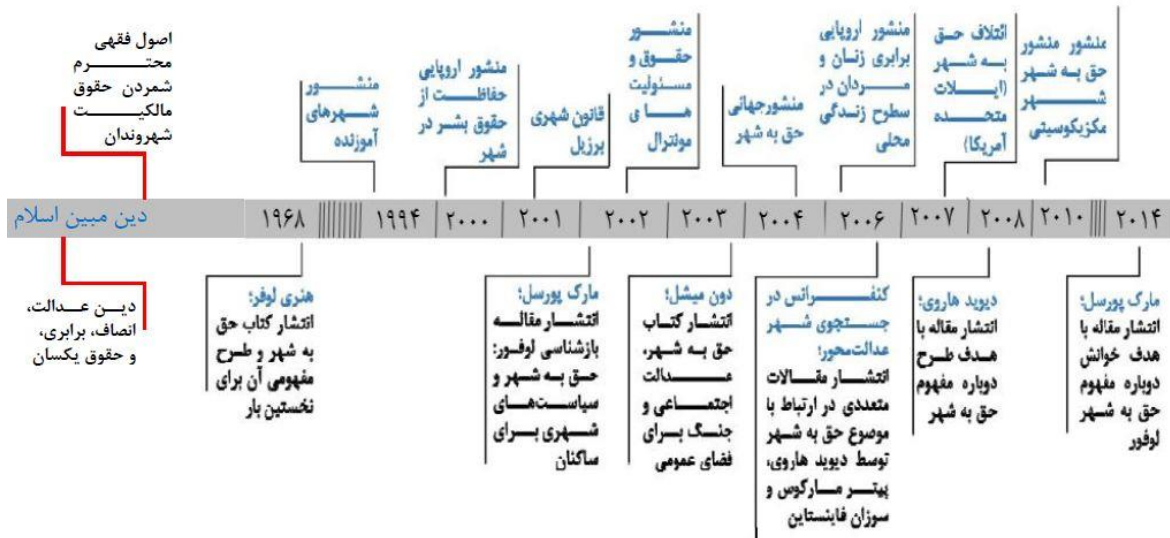 اصول فقهی
محترم
شمردن حقوق
مالکیت
شهروندان
منشور
شهرهای
آموزنده
منشور اروپایی
حفاظت از
حقوق بشر در
شهر
قانون شهری
برزیل
منشور
حقوق و
مسئولیت
های
مونترال
منشورجهانی
حق به شهر
منشور اروپایی
برابری زنان و
مردان در
سطوح زندگی
محلی
ائتلاف حق
به شهر
(ایالات
متحده
آمریکا)
منشور منشور
حق به شهر
شهر
مکزیکوسیتی
دین مبین اسلام
۱۹۶۸
۱۹۹۴
۲۰۰۰
۲۰۰۱
۲۰۰۲
۲۰۰۳
۲۰۰۴
۲۰۰۶
۲۰۰۷
۲۰۰۸
۲۰۱۰
۲۰۱۴
دین عدالت،
انصاف، برابری،
و حقوق یکسان
هنری لوفر؛
انتشار کتاب حق
به شهر و طرح
مفهومی آن برای
نخستین بار
مارک پورسل؛
انتشار مقاله
بازشناسی لوفور:
حق به شهر و
سیاست‌های
شهری برای
ساکنان
دون میشل؛
انتشار کتاب
حق به شهر،
عدالت
اجتماعی و
جنگ برای
فضای عمومی
کنفرانس در
جستجوی شهر
عدالت‌محور؛
انتشار مقالات
متعددی در ارتباط با
موضوع حق به شهر
توسط دیوید هاروی،
پیتر مارکوس و
سوزان فاینستاین
دیوید هاروی؛
انتشار مقاله با
هدف طرح
دوباره مفهوم
حق به شهر
مارک پورسل؛
انتشار مقاله با
هدف خوانش
دوباره مفهوم
حق به شهر
لوفور